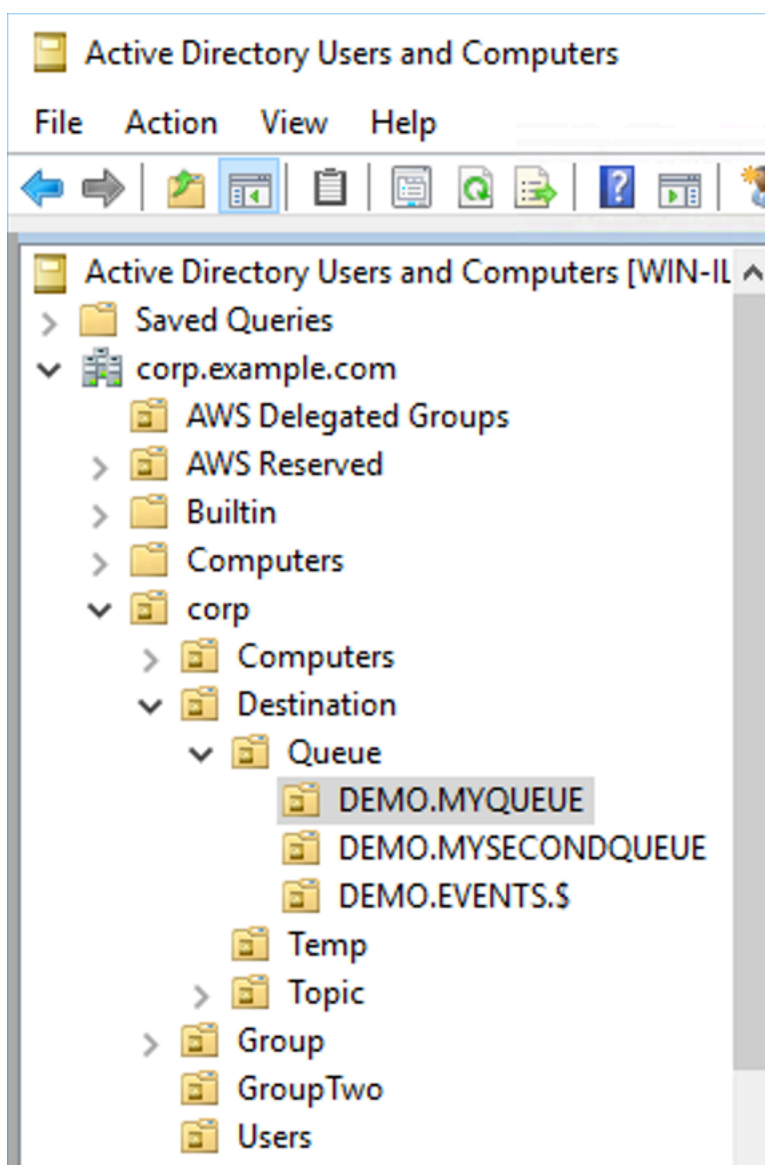 Active Directory Users and Computers
File Action View Help
Active Directory Users and Computers [WIN-IL
Saved Queries
corp.example.com
AWS Delegated Groups
AWS Reserved
Builtin
Computers
corp
Computers
Destination
Queue
DEMO.MYQUEUE
DEMO.MYSECONDQUEUE
DEMO.EVENTS.$
Temp
Topic
Group
GroupTwo
Users